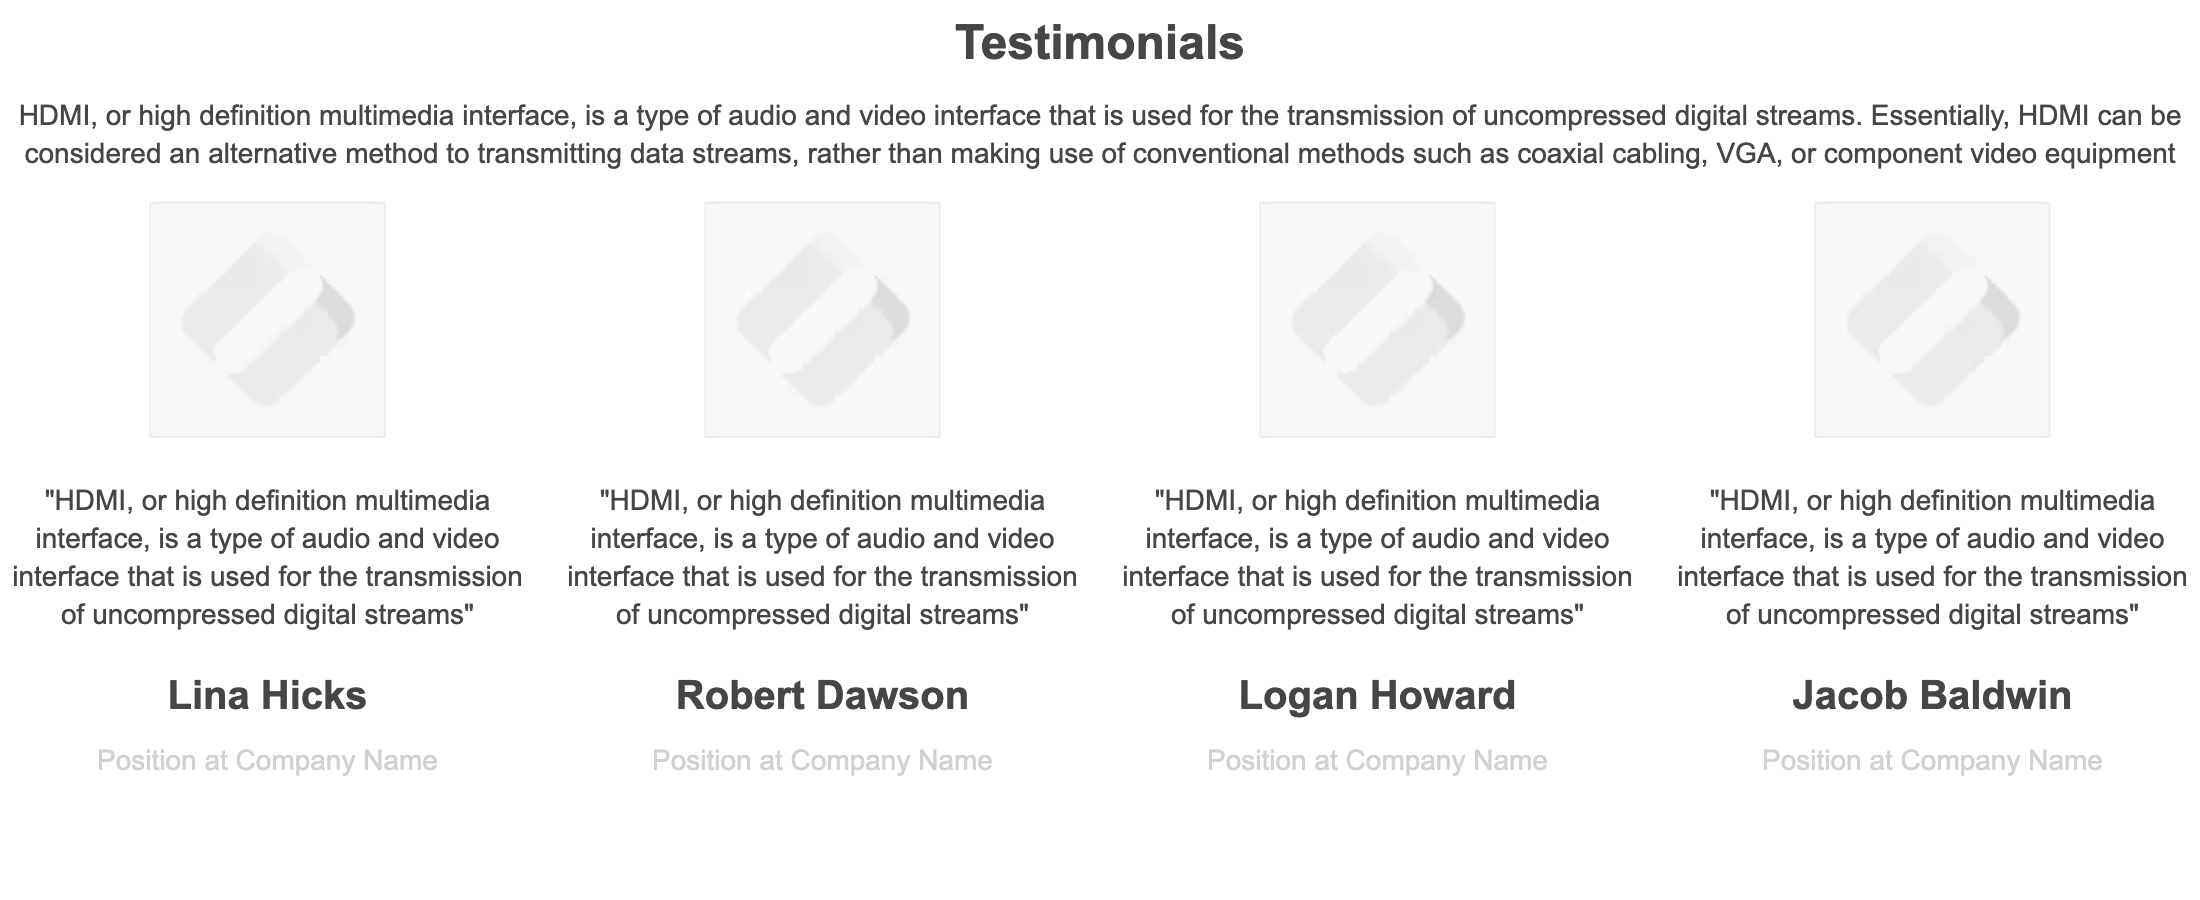 Testimonials
HDMI, or high definition multimedia interface, is a type of audio and video interface that is used for the transmission of uncompressed digital streams. Essentially, HDMI can be
considered an alternative method to transmitting data streams, rather than making use of conventional methods such as coaxial cabling, VGA, or component video equipment
"HDMI, or high definition multimedia
interface, is a type of audio and video
interface that is used for the transmission
of uncompressed digital streams"
Lina Hicks
Position at Company Name
"HDMI, or high definition multimedia
interface, is a type of audio and video
interface that is used for the transmission
of uncompressed digital streams"
Robert Dawson
Position at Company Name
"HDMI, or high definition multimedia
interface, is a type of audio and video
interface that is used for the transmission
of uncompressed digital streams"
Logan Howard
Position at Company Name
"HDMI, or high definition multimedia
interface, is a type of audio and video
interface that is used for the transmission
of uncompressed digital streams"
Jacob Baldwin
Position at Company Name